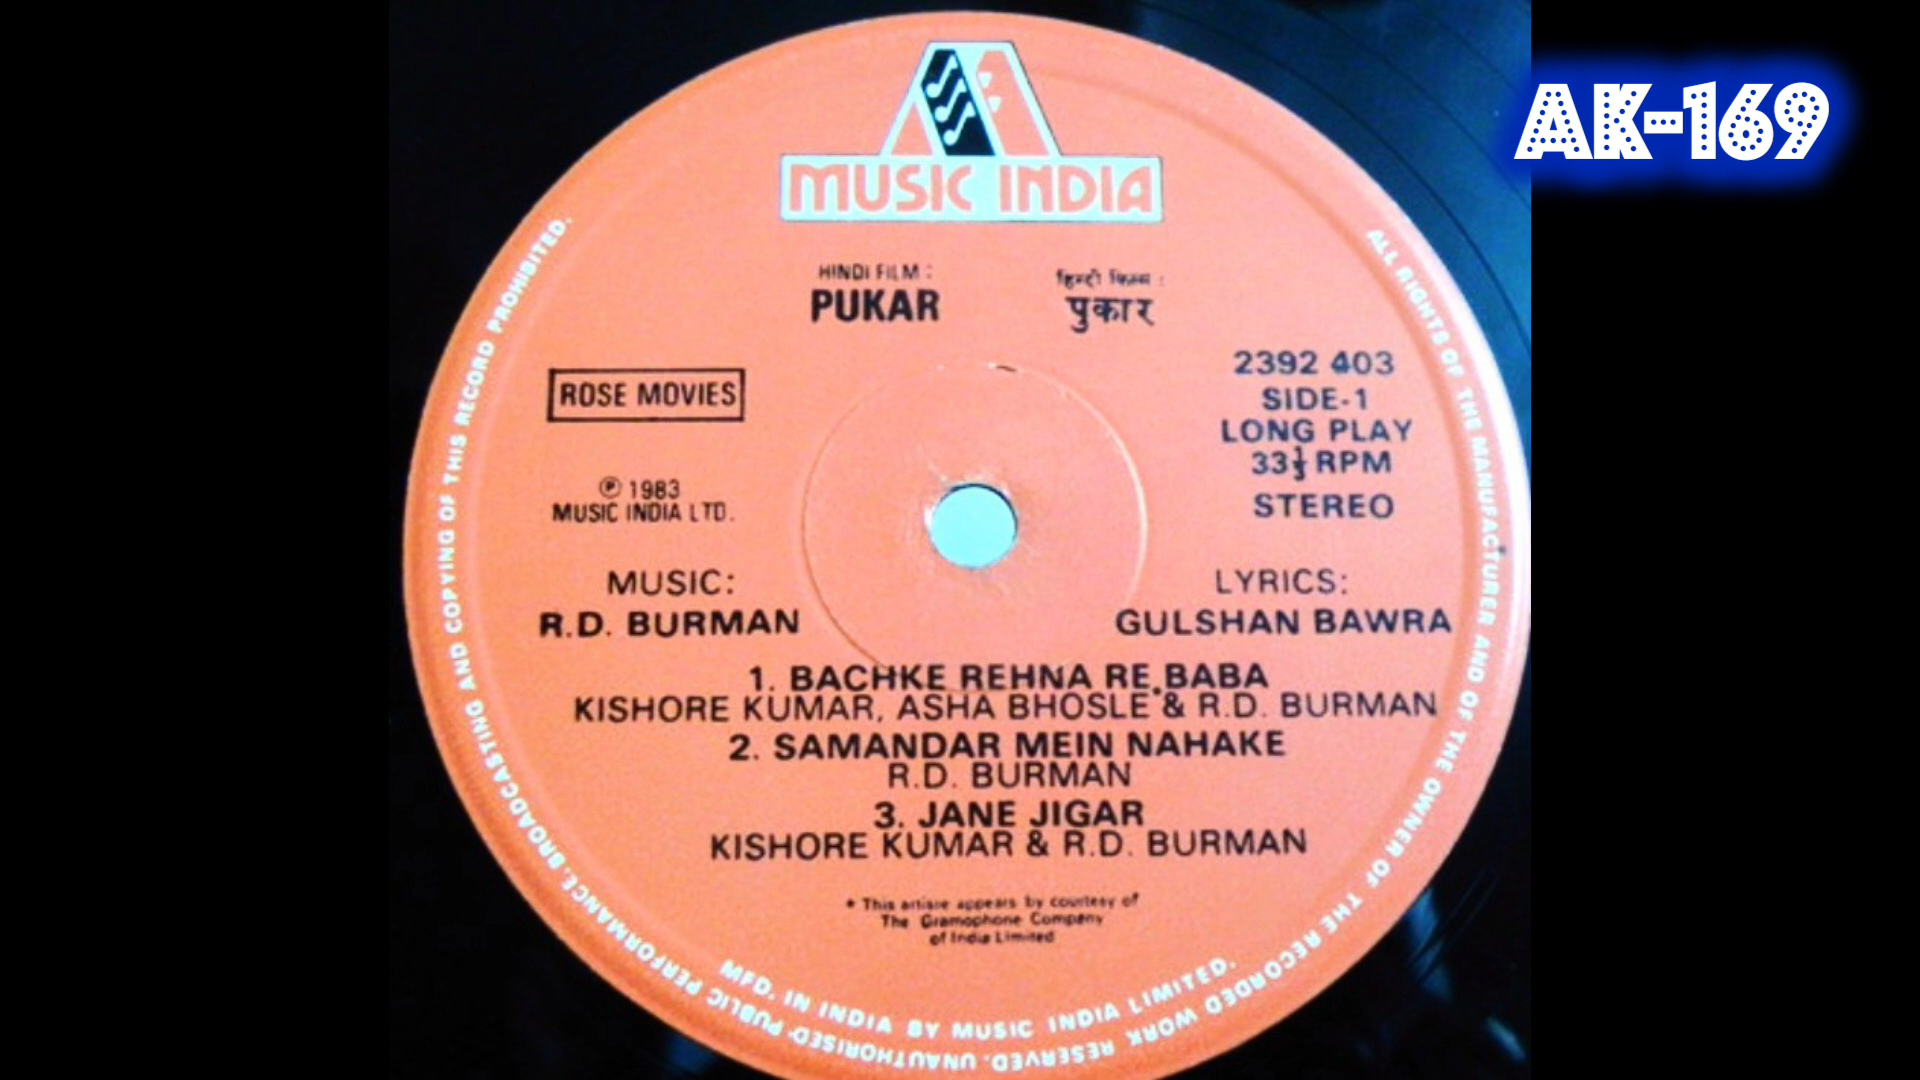 AK-169
MUSIC INDIA
HINDI FILM :
PUKAR
हिन्दी फिल्म :
पुकार
ROSE MOVIES
2392 403
SIDE-1
LONG PLAY
33⅓ RPM
STEREO
Ⓟ 1983
MUSIC INDIA LTD.
MUSIC:
R.D. BURMAN
LYRICS:
GULSHAN BAWRA
1. BACHKE REHNA RE BABA
KISHORE KUMAR, ASHA BHOSLE* & R.D. BURMAN
2. SAMANDAR MEIN NAHAKE
R.D. BURMAN
3. JANE JIGAR
KISHORE KUMAR & R.D. BURMAN
* This artiste appears by courtesy of
The Gramophone Company
of India Limited
MFD. IN INDIA BY MUSIC INDIA LIMITED.
ALL RIGHTS OF THE MANUFACTURER AND OF THE OWNER OF THE RECORDED WORK RESERVED. UNAUTHORISED PUBLIC PERFORMANCE, BROADCASTING AND COPYING OF THIS RECORD PROHIBITED.